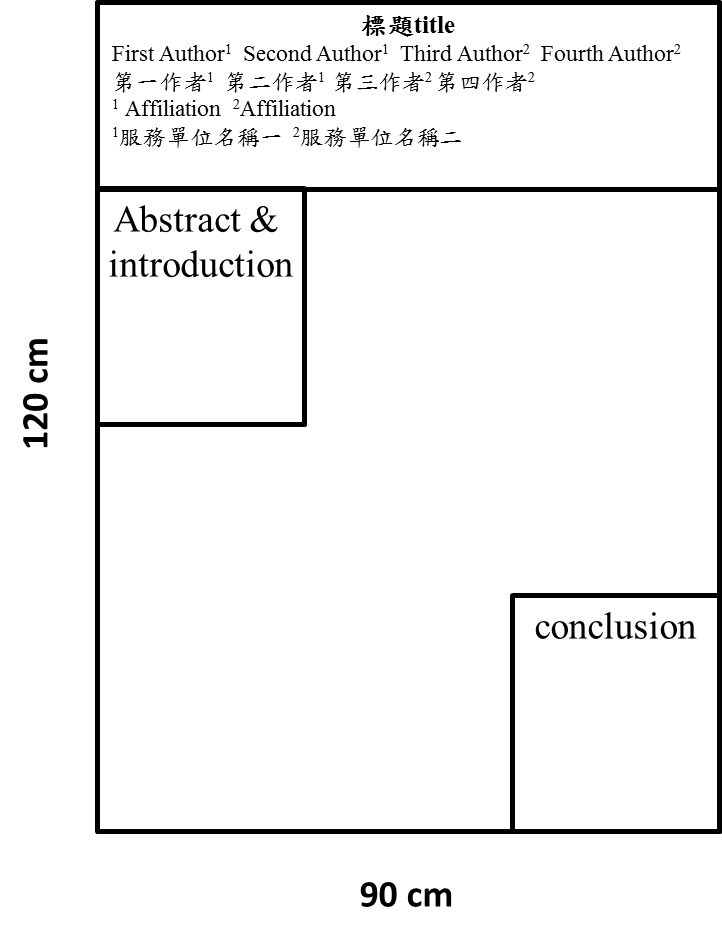 標題title
First Author¹ Second Author¹ Third Author² Fourth Author²
第一作者¹ 第二作者¹ 第三作者² 第四作者²
¹ Affiliation ²Affiliation
¹服務單位名稱一 ²服務單位名稱二
Abstract &
introduction
120 cm
conclusion
90 cm